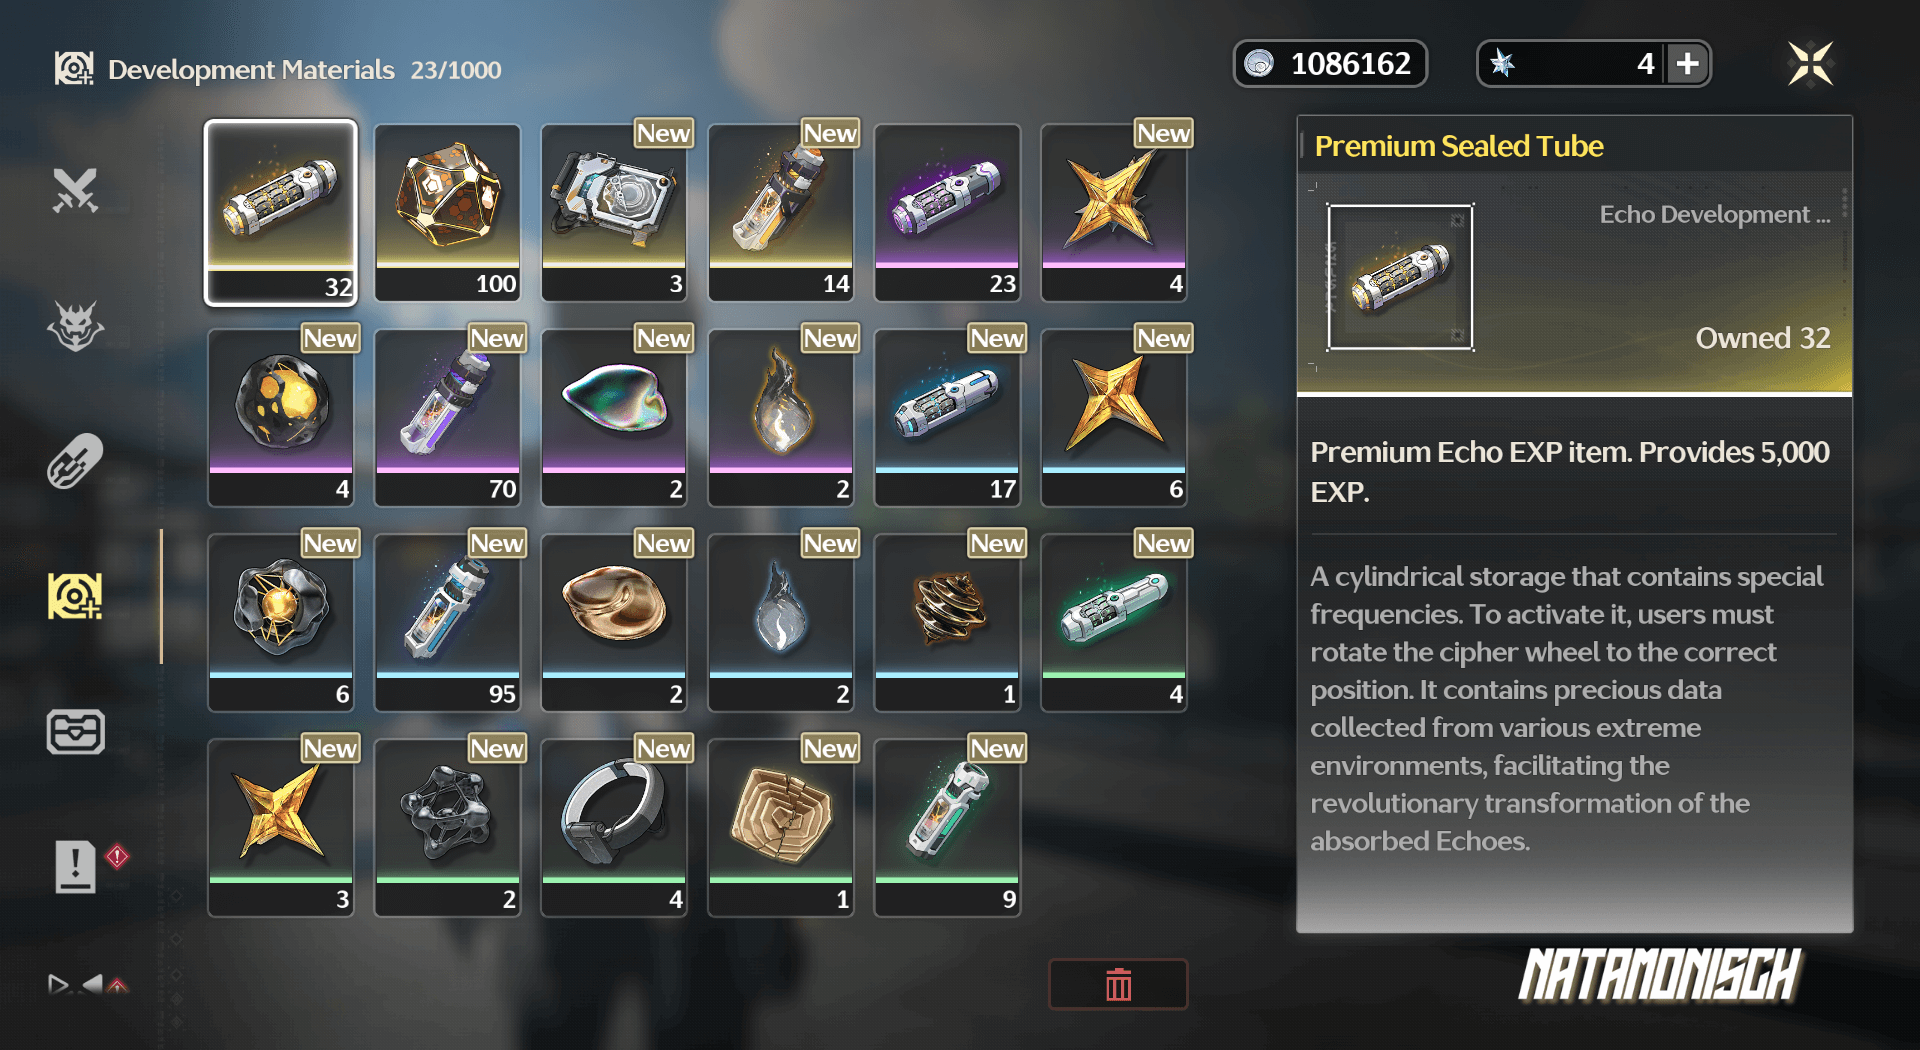 Development Materials 23/1000
1086162
4
New
New
New
32
100
3
14
23
4
New
New
New
New
New
New
4
70
2
2
17
6
New
New
New
New
New
New
6
95
2
2
1
4
New
New
New
New
New
3
2
4
1
9
Premium Sealed Tube
Echo Development ...
Owned 32
Premium Echo EXP item. Provides 5,000
EXP.
A cylindrical storage that contains special
frequencies. To activate it, users must
rotate the cipher wheel to the correct
position. It contains precious data
collected from various extreme
environments, facilitating the
revolutionary transformation of the
absorbed Echoes.
NATAMONISCH